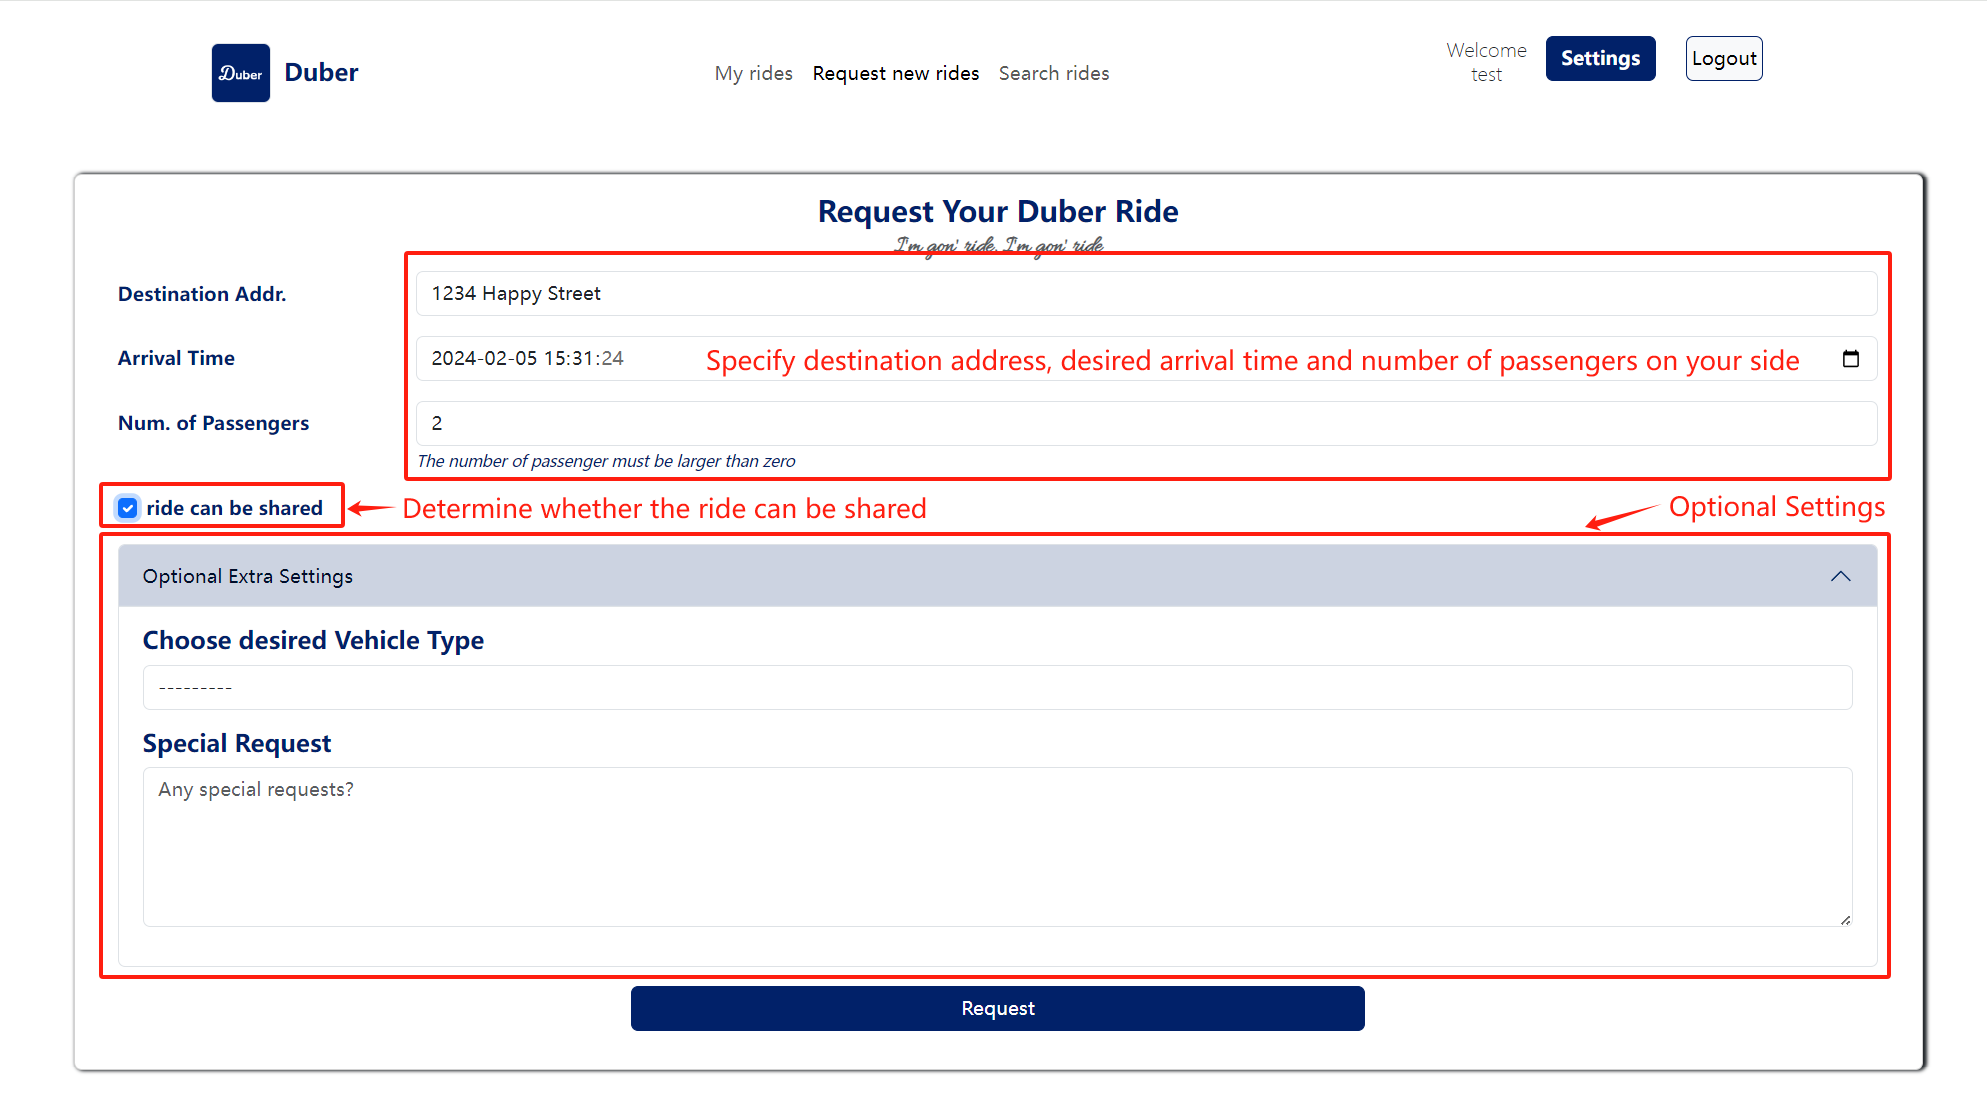 Duber
Duber
My rides
Request new rides
Search rides
Welcome
test
Settings
Logout
Request Your Duber Ride
I'm gon' ride, I'm gon' ride
Destination Addr.
1234 Happy Street
Arrival Time
2024-02-05 15:31:24
Specify destination address, desired arrival time and number of passengers on your side
Num. of Passengers
2
The number of passenger must be larger than zero
ride can be shared
Determine whether the ride can be shared
Optional Settings
Optional Extra Settings
Choose desired Vehicle Type
---------
Special Request
Any special requests?
Request